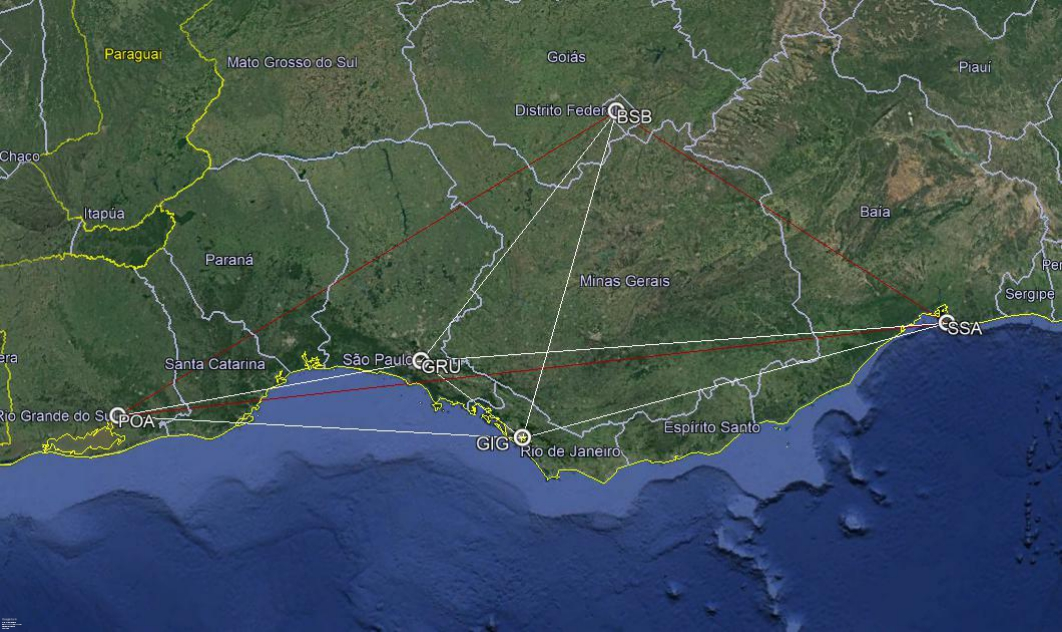 Paraguai
Mato Grosso do Sul
Goiás
Piauí
Distrito Feder
BSB
Chaco
Itapúa
Baía
Paraná
Minas Gerais
Sergipe
SSA
Santa Catarina
São Paulo
GRU
Rio Grande do Su
POA
GIG
Rio de Janeiro
Espírito Santo